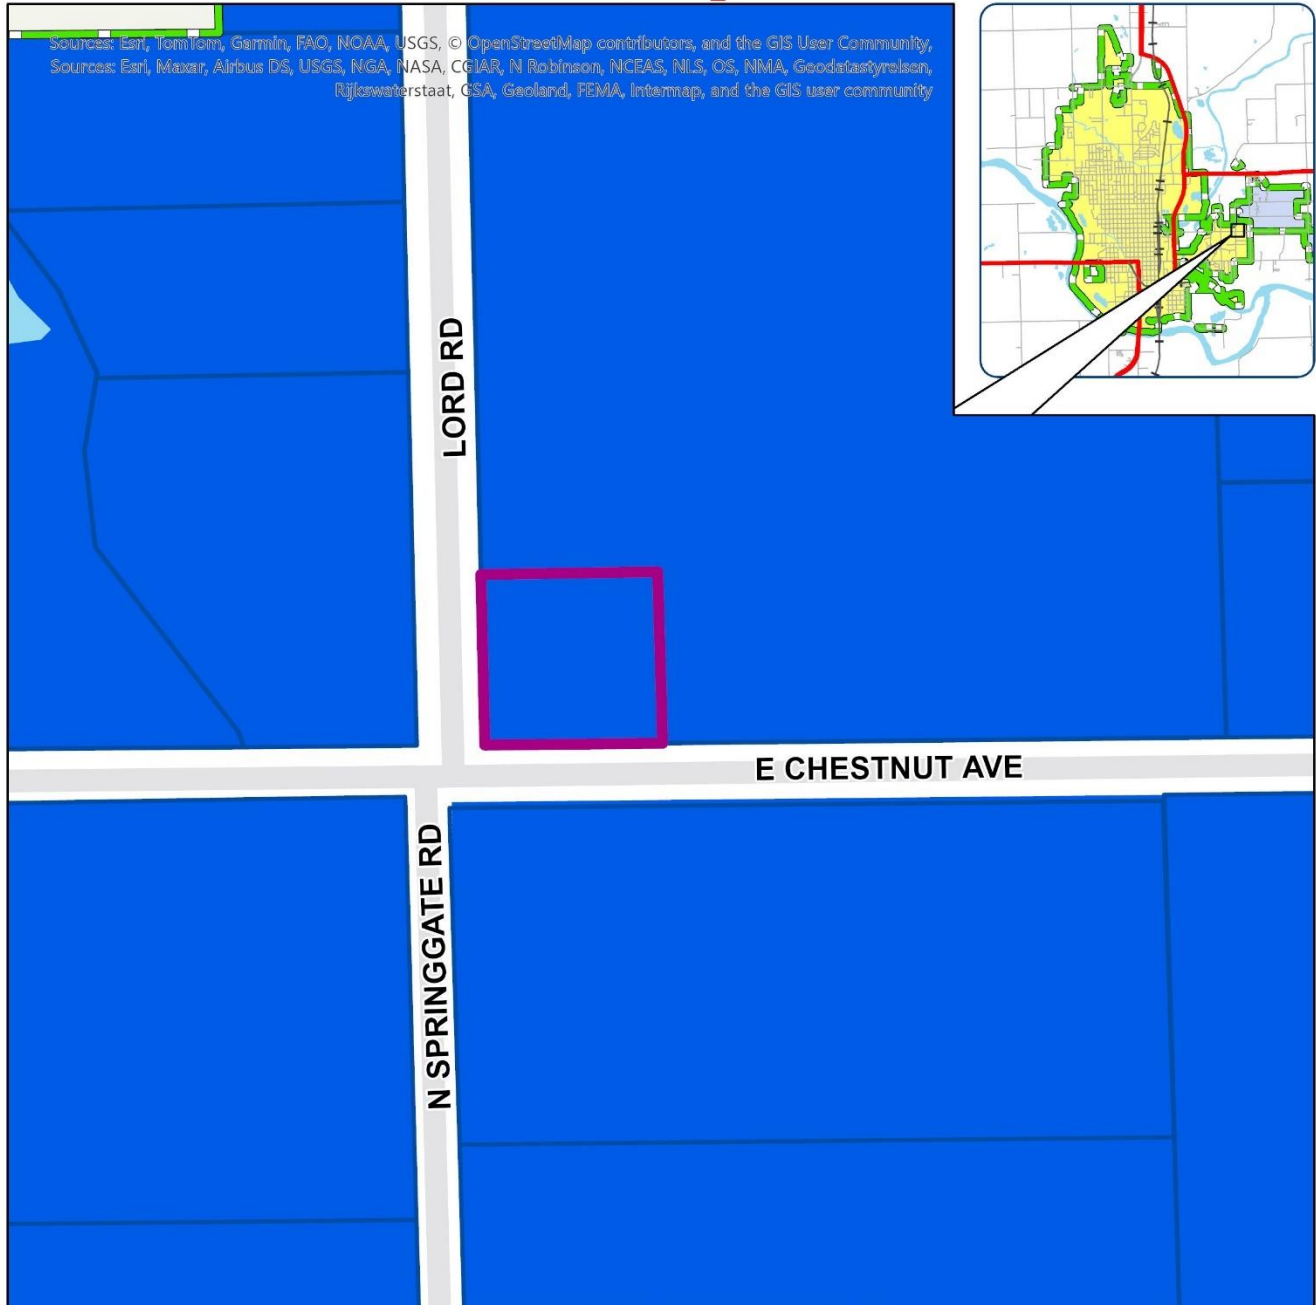 Sources: Esri, TomTom, Garmin, FAO, NOAA, USGS, © OpenStreetMap contributors, and the GIS User Community,
Sources: Esri, Maxar, Airbus DS, USGS, NGA, NASA, CGIAR, N Robinson, NCEAS, NLS, OS, NMA, Geodatastyrelsen,
Rijkswaterstaat, GSA, Geoland, FEMA, Intermap, and the GIS user community
LORD RD
E CHESTNUT AVE
N SPRINGGATE RD